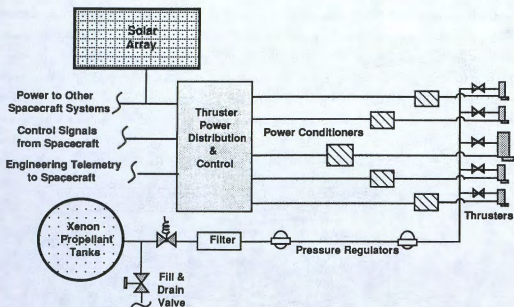 Solar
Array
Power to Other
Spacecraft Systems
Control Signals
from Spacecraft
Engineering Telemetry
to Spacecraft
Thruster
Power
Distribution
&
Control
Power Conditioners
Thrusters
Xenon
Propellant
Tanks
Filter
Pressure Regulators
Fill &
Drain
Valve